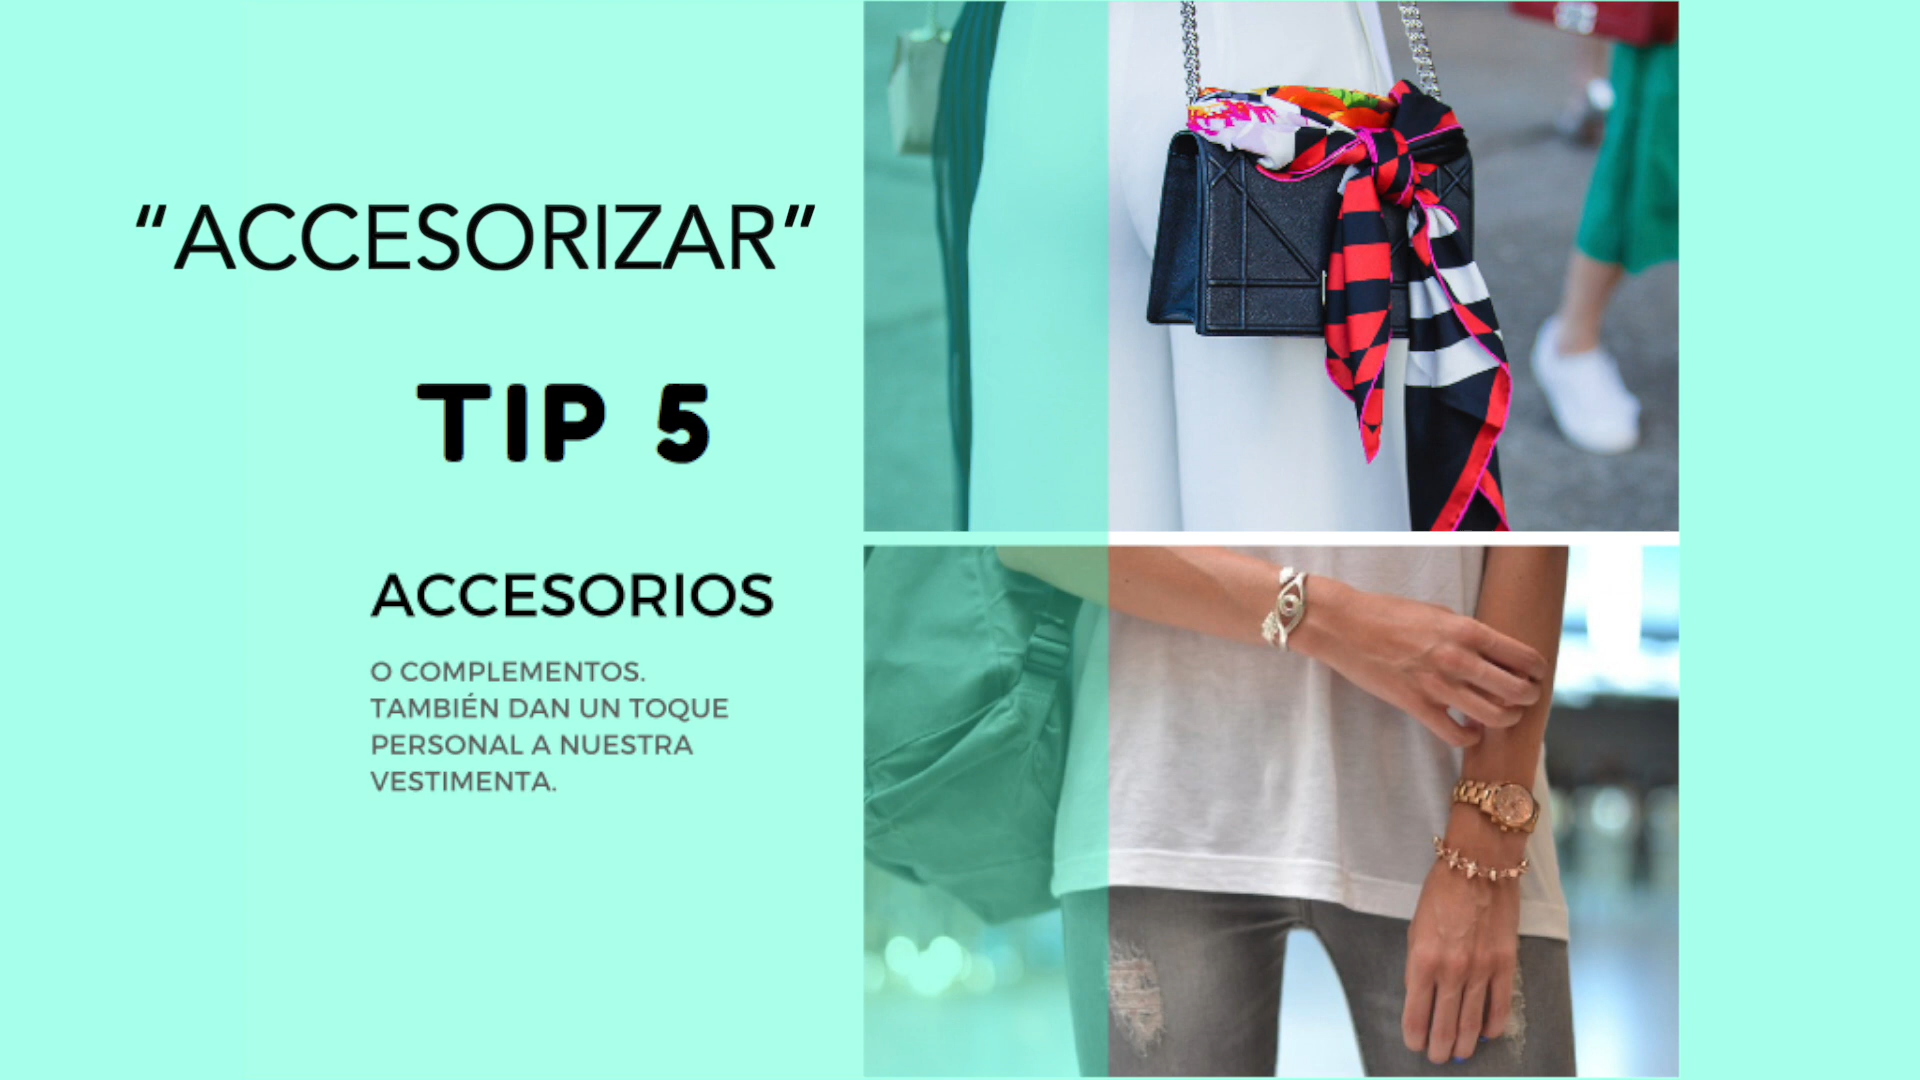 “ACCESORIZAR”
TIP 5
ACCESORIOS
O COMPLEMENTOS.
TAMBIÉN DAN UN TOQUE
PERSONAL A NUESTRA
VESTIMENTA.